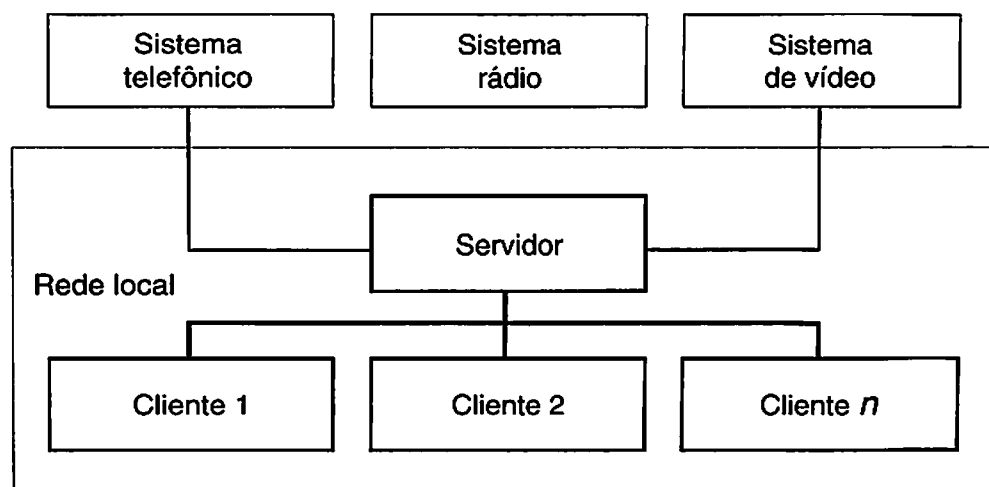 Sistema
telefônico
Sistema
rádio
Sistema
de vídeo
Servidor
Rede local
Cliente 1
Cliente 2
Cliente n